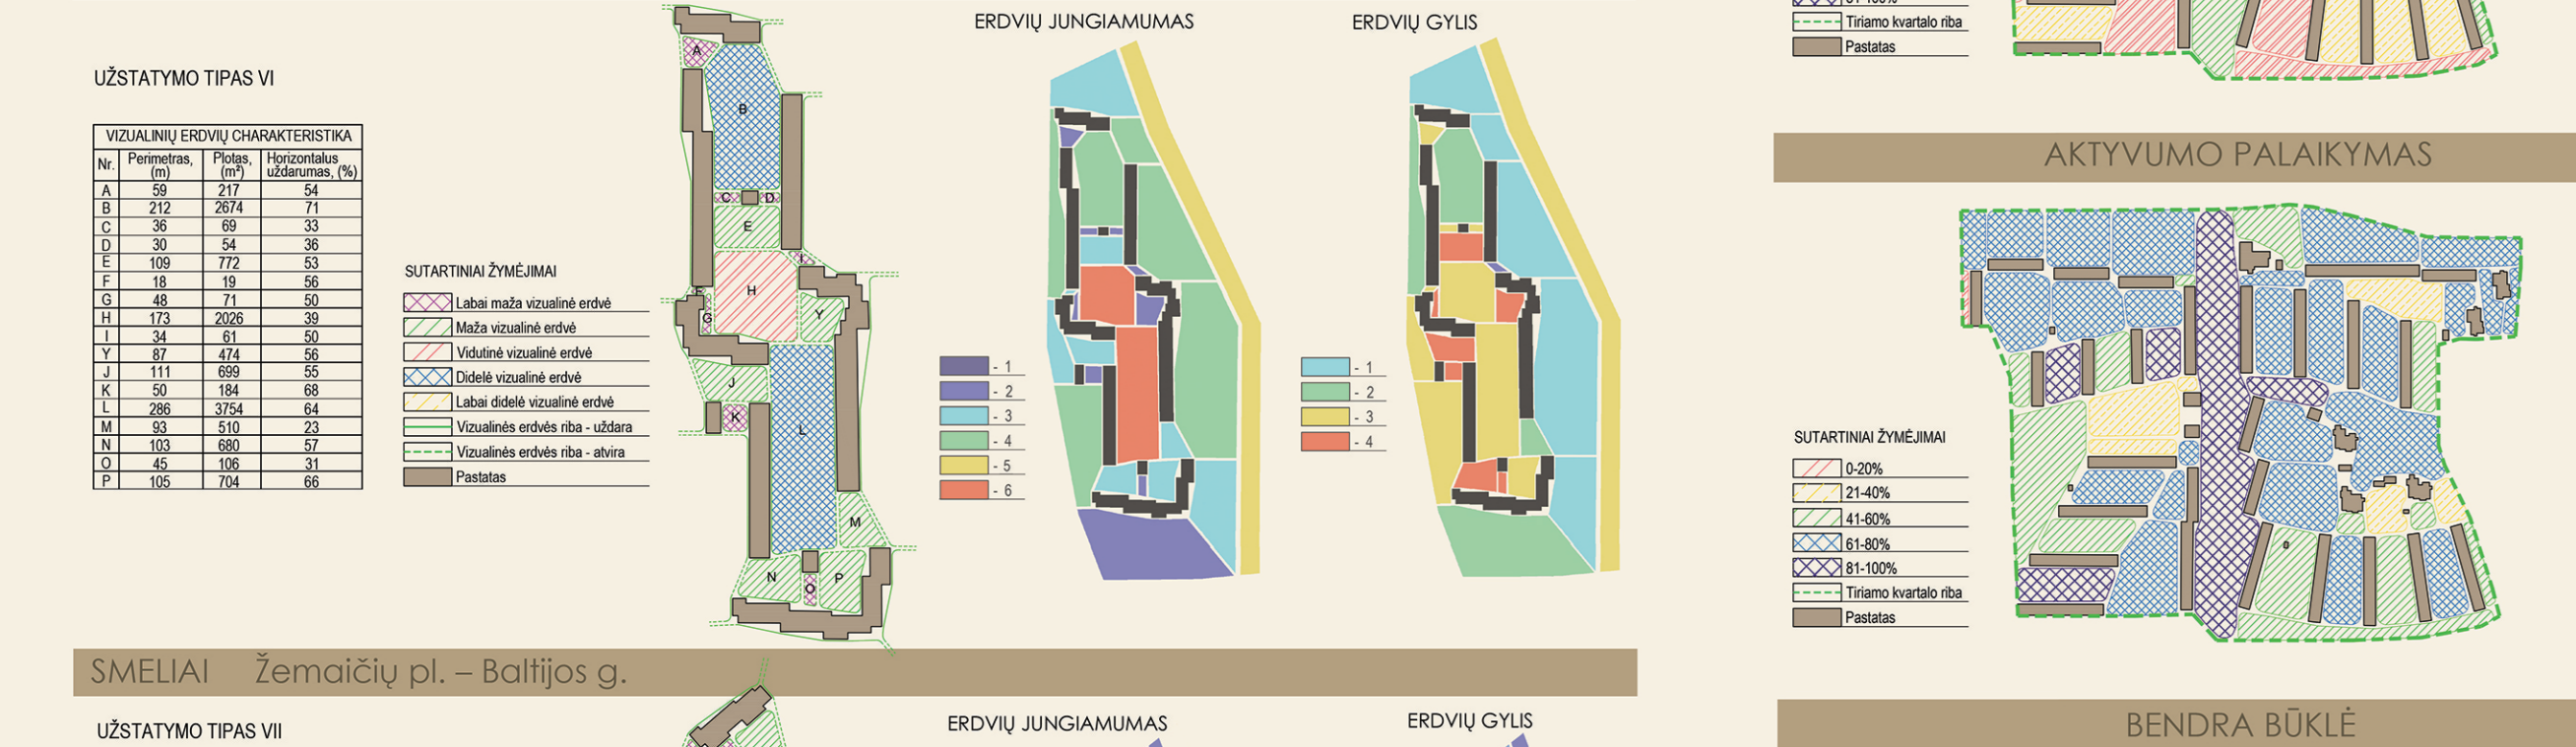 ERDVIŲ JUNGIAMUMAS
ERDVIŲ GYLIS
UŽSTATYMO TIPAS VI
VIZUALINIŲ ERDVIŲ CHARAKTERISTIKA
Nr. Perimetras, (m) Plotas, (m²) Horizontalus uždarumas, (%)
A 59 217 54
B 212 2674 71
C 36 69 33
D 30 54 36
E 109 772 53
F 18 19 56
G 48 71 50
H 173 2026 39
I 34 61 50
Y 87 474 56
J 111 699 55
K 50 184 68
L 286 3754 64
M 93 510 23
N 103 680 57
O 45 106 31
P 105 704 66
SUTARTINIAI ŽYMĖJIMAI
Labai maža vizualinė erdvė
Maža vizualinė erdvė
Vidutinė vizualinė erdvė
Didelė vizualinė erdvė
Labai didelė vizualinė erdvė
Vizualinės erdvės riba - uždara
Vizualinės erdvės riba - atvira
Pastatas
A
B
C
D
E
I
F
H
G
Y
J
K
L
M
N
O
P
- 1
- 2
- 3
- 4
- 5
- 6
- 1
- 2
- 3
- 4
Tiriamo kvartalo riba
Pastatas
AKTYVUMO PALAIKYMAS
SUTARTINIAI ŽYMĖJIMAI
0-20%
21-40%
41-60%
61-80%
81-100%
Tiriamo kvartalo riba
Pastatas
SMELIAI Žemaičių pl. – Baltijos g.
UŽSTATYMO TIPAS VII
ERDVIŲ JUNGIAMUMAS
ERDVIŲ GYLIS
BENDRA BŪKLĖ